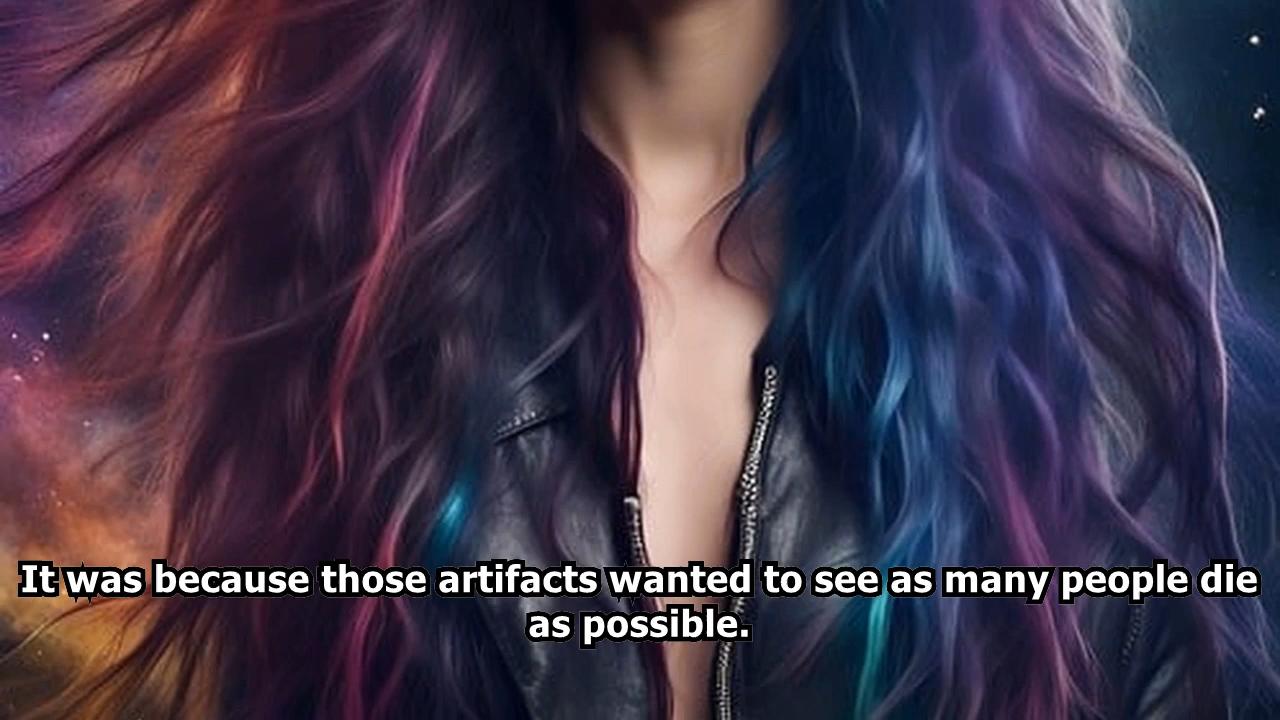 It was because those artifacts wanted to see as many people die
as possible.